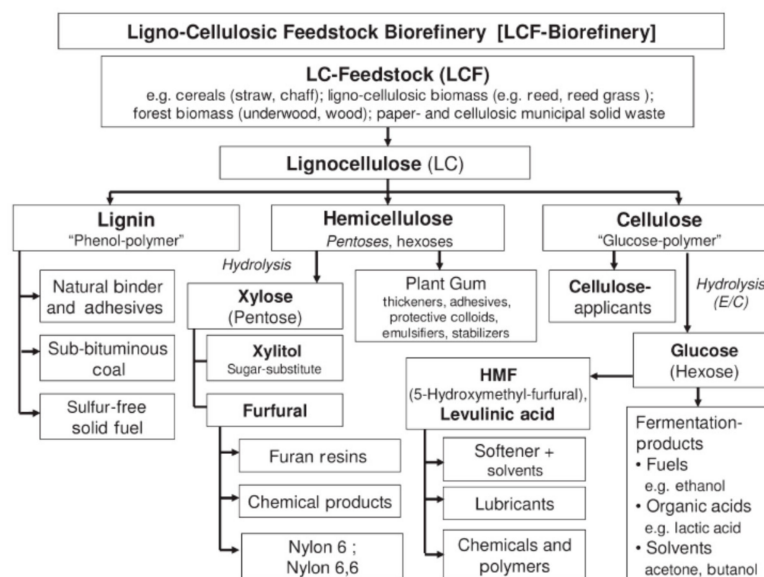 Ligno-Cellulosic Feedstock Biorefinery [LCF-Biorefinery]
LC-Feedstock (LCF)
e.g. cereals (straw, chaff); ligno-cellulosic biomass (e.g. reed, reed grass );
forest biomass (underwood, wood); paper- and cellulosic municipal solid waste
Lignocellulose (LC)
Lignin
"Phenol-polymer"
Natural binder
and adhesives
Sub-bituminous
coal
Sulfur-free
solid fuel
Hemicellulose
Pentoses, hexoses
Hydrolysis
Xylose
(Pentose)
Xylitol
Sugar-substitute
Furfural
Furan resins
Chemical products
Nylon 6 ;
Nylon 6,6
Plant Gum
thickeners, adhesives,
protective colloids,
emulsifiers, stabilizers
Cellulose
"Glucose-polymer"
Cellulose-
applicants
Hydrolysis
(E/C)
Glucose
(Hexose)
HMF
(5-Hydroxymethyl-furfural),
Levulinic acid
Softener +
solvents
Lubricants
Chemicals and
polymers
Fermentation-
products
• Fuels
e.g. ethanol
• Organic acids
e.g. lactic acid
• Solvents
acetone, butanol